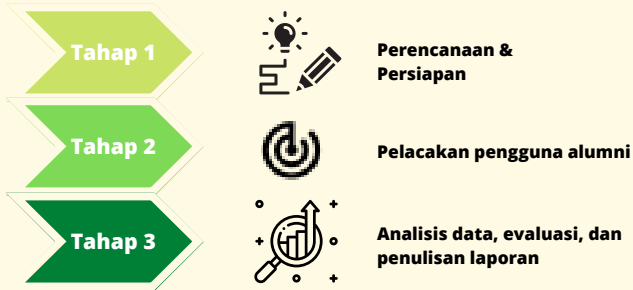 Tahap 1
Perencanaan &
Persiapan
Tahap 2
Pelacakan pengguna alumni
Tahap 3
Analisis data, evaluasi, dan
penulisan laporan